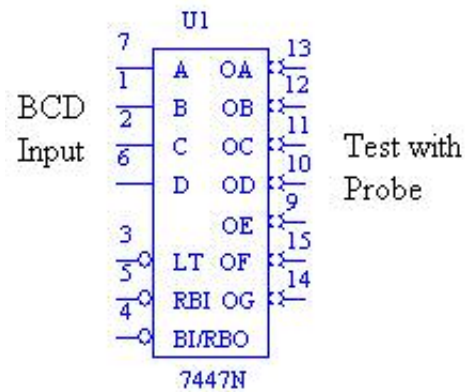 U1
7
13
A OA
1
12
B OB
BCD
Input
2
11
C OC
6
10
D OD
Test with
Probe
9
OE
3
15
LT OF
5
14
RBI OG
4
BI/RBO
7447N